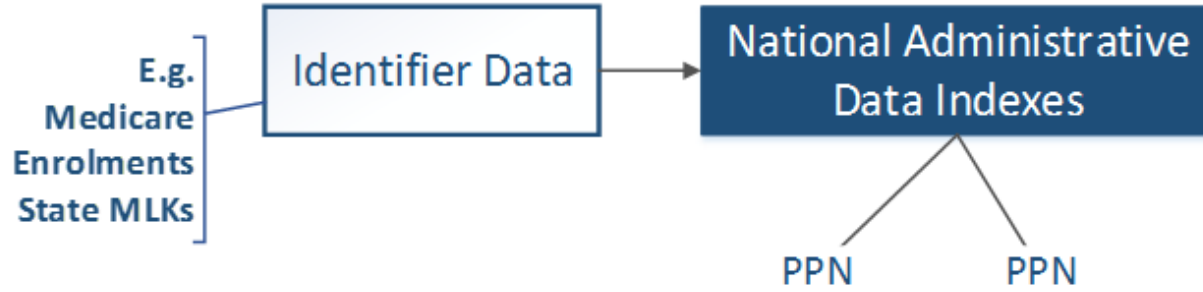 E.g.
Medicare
Enrolments
State MLKs
Identifier Data
National Administrative
Data Indexes
PPN
PPN